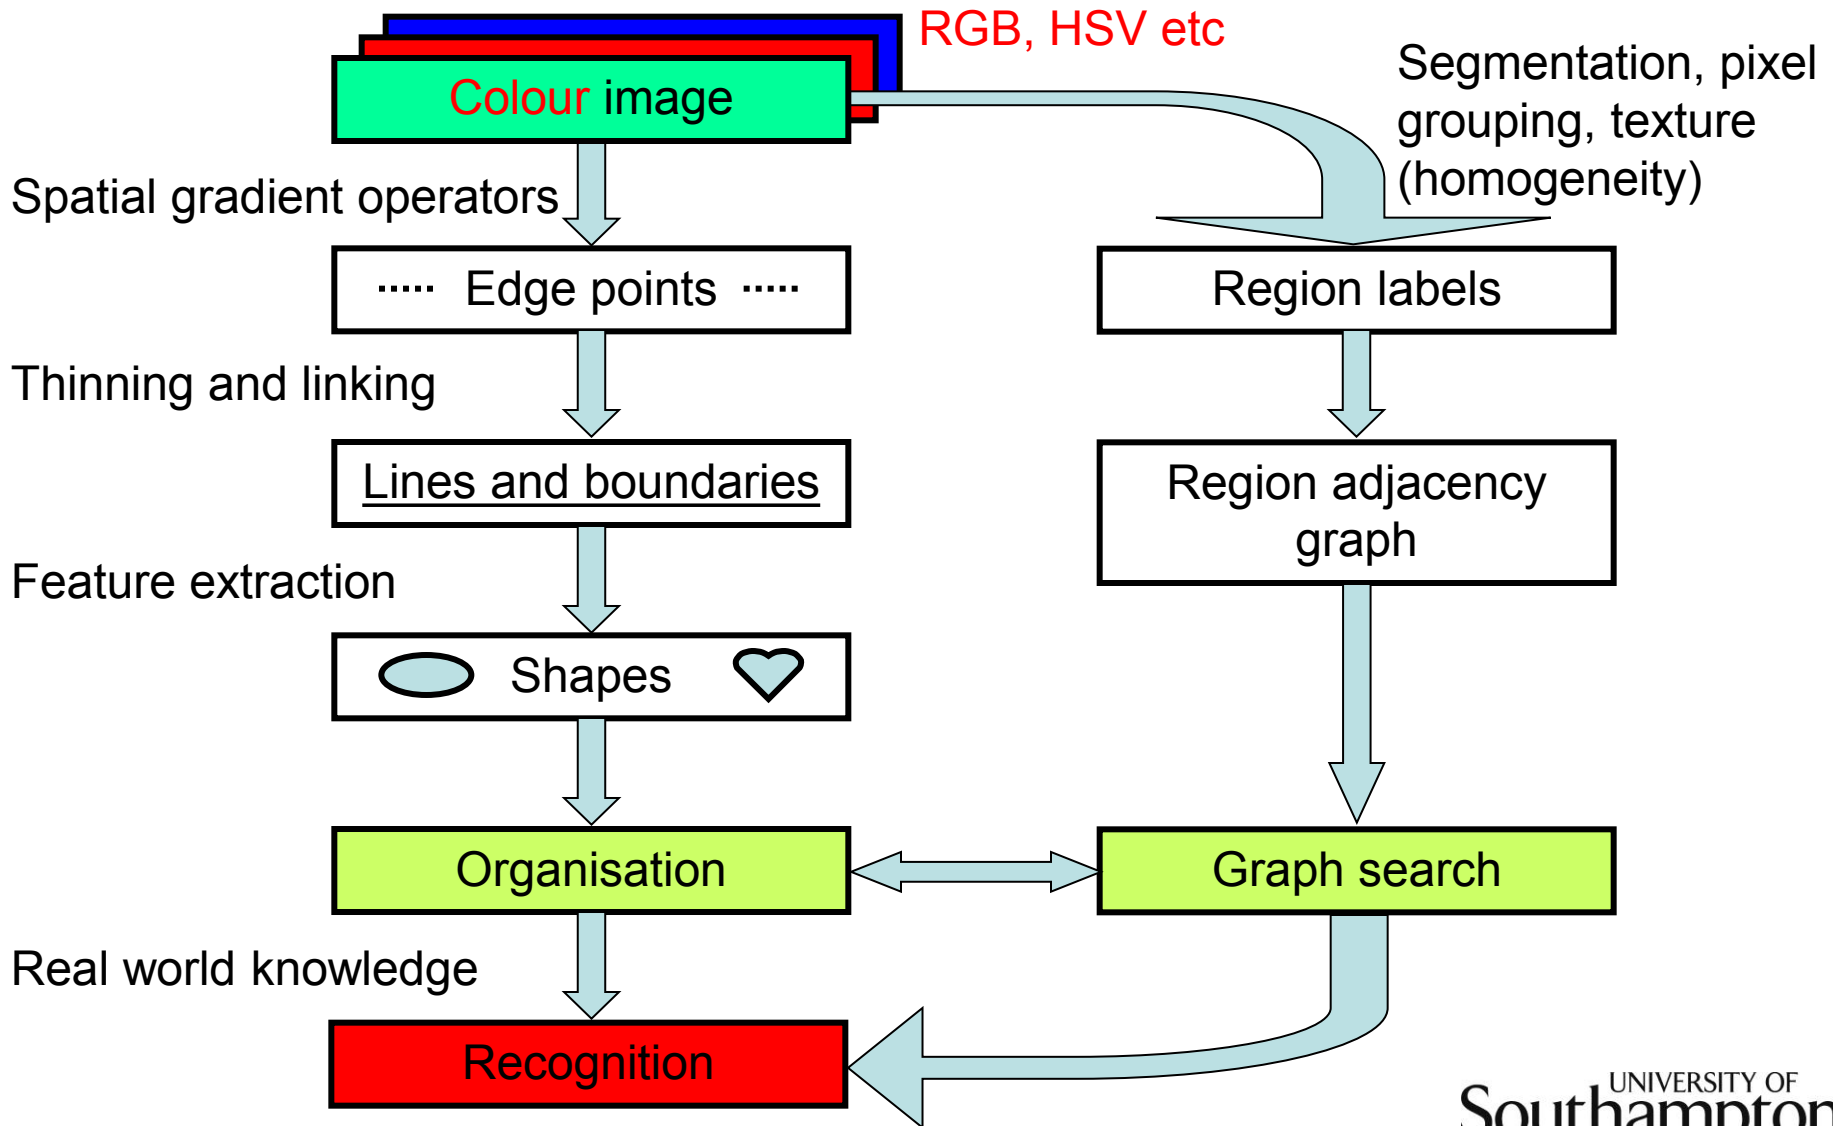 RGB, HSV etc
Colour image
Segmentation, pixel
grouping, texture
(homogeneity)
Spatial gradient operators
Edge points
Region labels
Thinning and linking
Lines and boundaries
Region adjacency
graph
Feature extraction
Shapes
Organisation
Graph search
Real world knowledge
Recognition
UNIVERSITY OF
Southampton